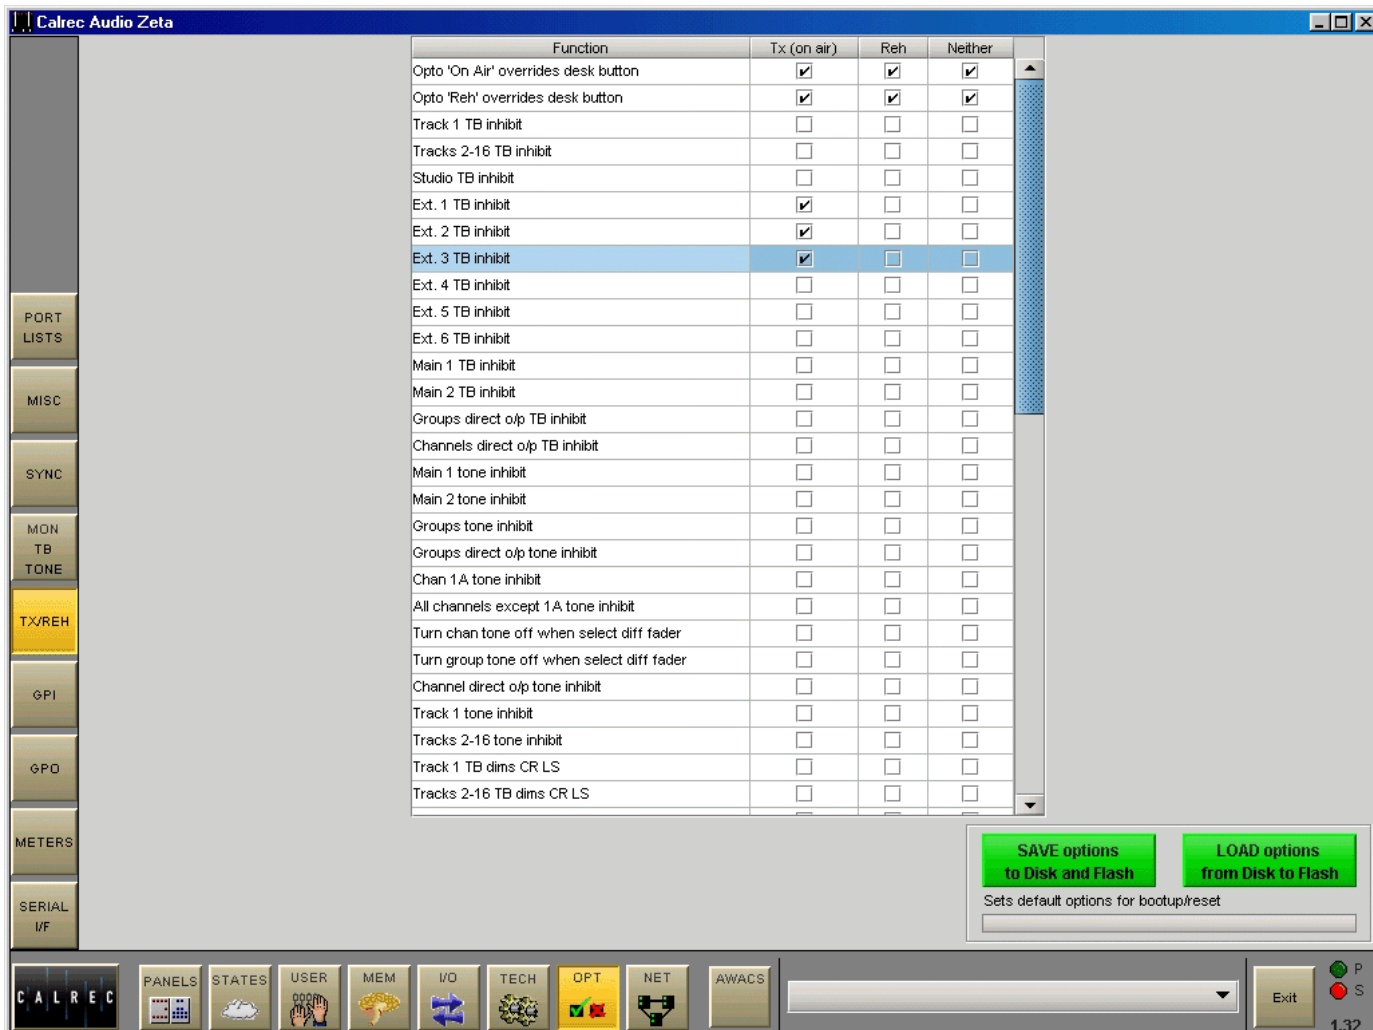 Calrec Audio Zeta
Function Tx (on air) Reh Neither
Opto 'On Air' overrides desk button
Opto 'Reh' overrides desk button
Track 1 TB inhibit
Tracks 2-16 TB inhibit
Studio TB inhibit
Ext. 1 TB inhibit
Ext. 2 TB inhibit
Ext. 3 TB inhibit
Ext. 4 TB inhibit
Ext. 5 TB inhibit
Ext. 6 TB inhibit
Main 1 TB inhibit
Main 2 TB inhibit
Groups direct o/p TB inhibit
Channels direct o/p TB inhibit
Main 1 tone inhibit
Main 2 tone inhibit
Groups tone inhibit
Groups direct o/p tone inhibit
Chan 1A tone inhibit
All channels except 1A tone inhibit
Turn chan tone off when select diff fader
Turn group tone off when select diff fader
Channel direct o/p tone inhibit
Track 1 tone inhibit
Tracks 2-16 tone inhibit
Track 1 TB dims CR LS
Tracks 2-16 TB dims CR LS
PORT
LISTS
MISC
SYNC
MON
TB
TONE
TX/REH
GPI
GPO
METERS
SERIAL
I/F
SAVE options
to Disk and Flash
LOAD options
from Disk to Flash
Sets default options for bootup/reset
CALREC
PANELS
STATES
USER
MEM
I/O
TECH
OPT
NET
AWACS
Exit
P
S
1.32